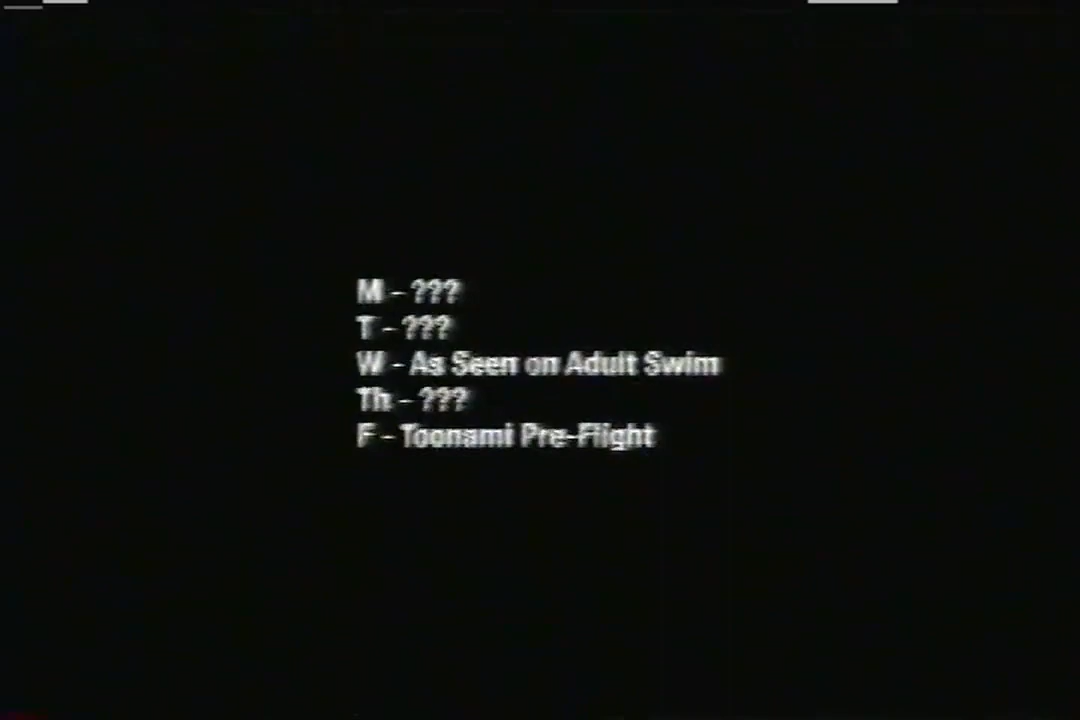 M - ???
T - ???
W - As Seen on Adult Swim
Th - ???
F - Toonami Pre-Flight